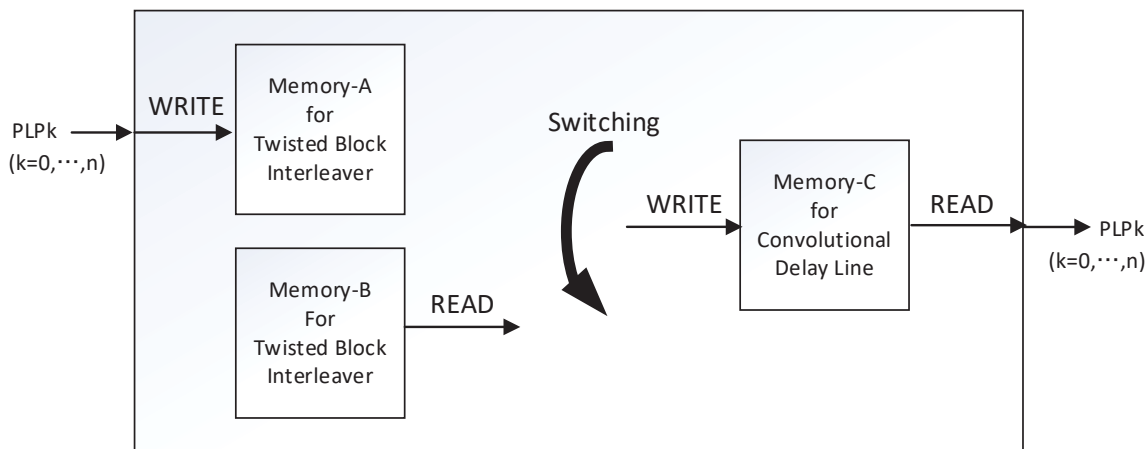 PLPk
(k=0,⋯,n)
WRITE
Memory-A
for
Twisted Block
Interleaver
Memory-B
For
Twisted Block
Interleaver
READ
Switching
WRITE
Memory-C
for
Convolutional
Delay Line
READ
PLPk
(k=0,⋯,n)